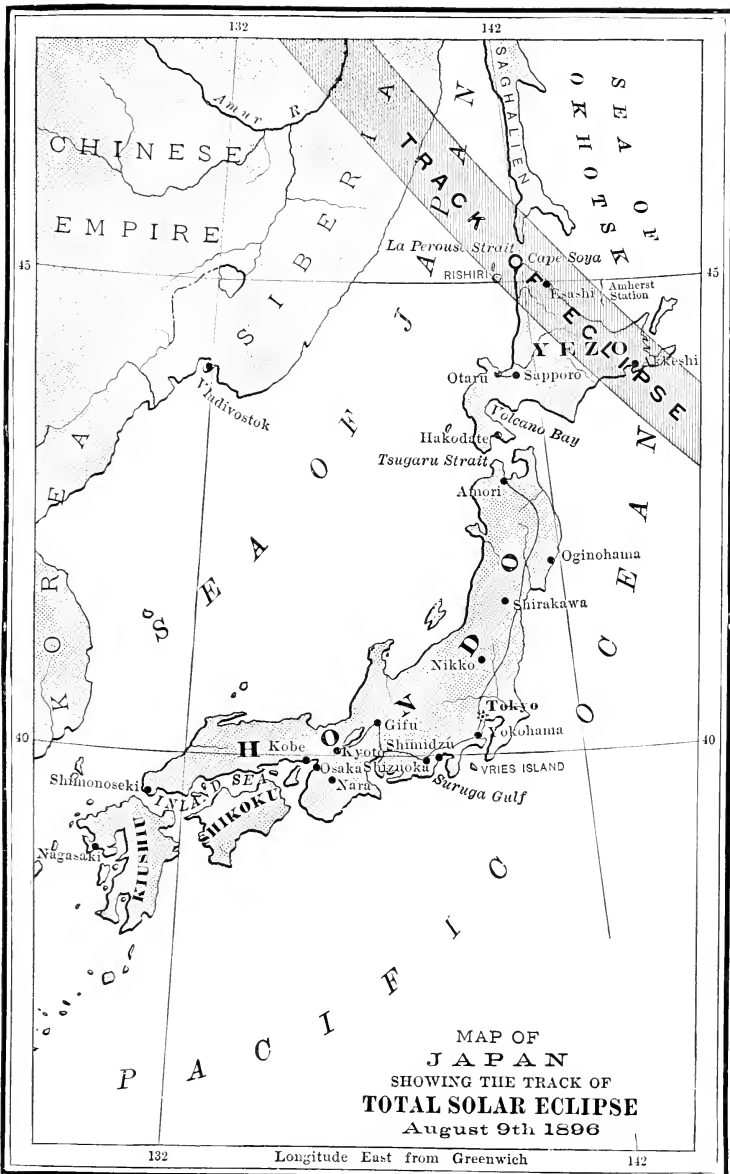 132
142
Amur R
SAGHALIEN
SEA OF
OKHOTSK
CHINESE
EMPIRE
SIBERIA
JAPAN
TRACK OF ECLIPSE
La Perouse Strait
Cape Soya
45
RISHIRI
45
Esashi
Amherst
Station
YEZO
Akkeshi
Otaru
Sapporo
Vladivostok
Volcano Bay
Hakodate
Tsugaru Strait
Amori
KOREA
SEA OF
Oginohama
Shirakawa
HONDO
Nikko
Tokyo
Gifu
Yokohama
40
Kobe
Kyoto
Shimidzu
40
Osaka
Shizuoka
VRIES ISLAND
Shimonoseki
INLAND SEA
Nara
Suruga Gulf
SHIKOKU
KIUSHIU
Nagasaki
PACIFIC OCEAN
MAP OF
JAPAN
SHOWING THE TRACK OF
TOTAL SOLAR ECLIPSE
August 9th 1896
132
Longitude East from Greenwich
142